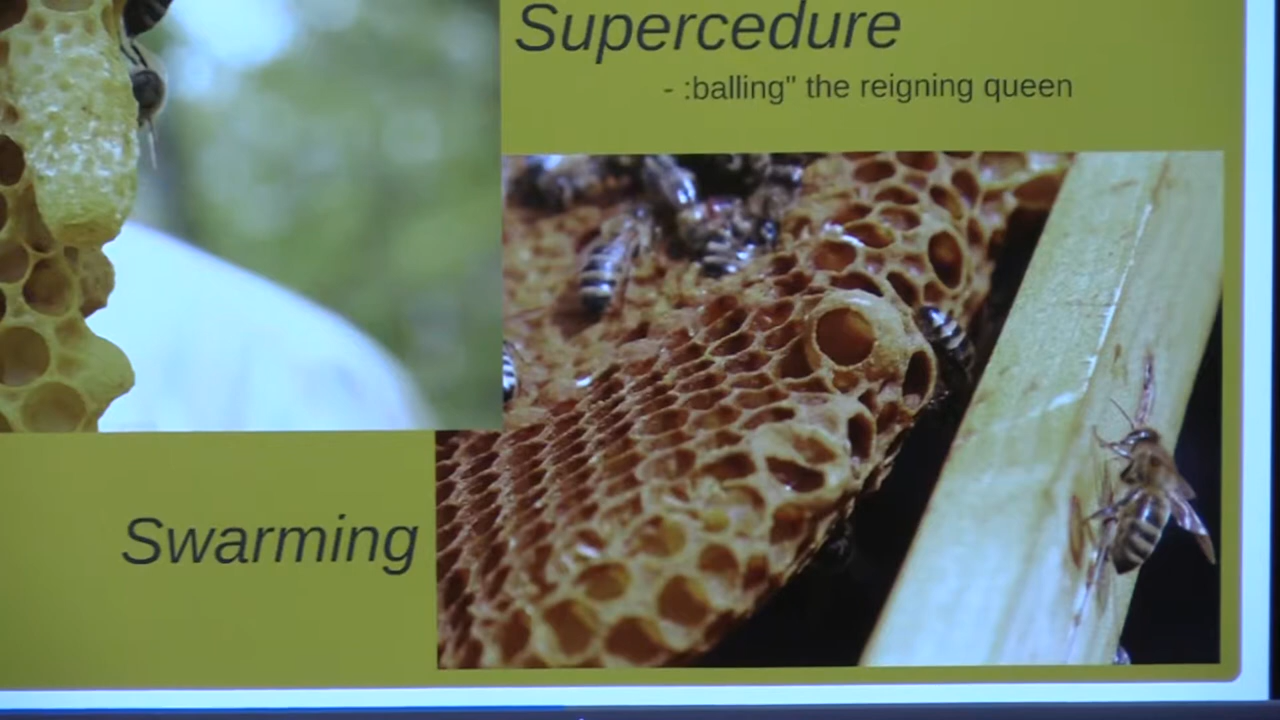 Supercedure
- :balling" the reigning queen
Swarming